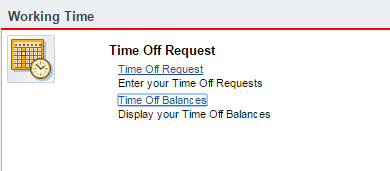 Working Time
Time Off Request
Time Off Request
Enter your Time Off Requests
Time Off Balances
Display your Time Off Balances